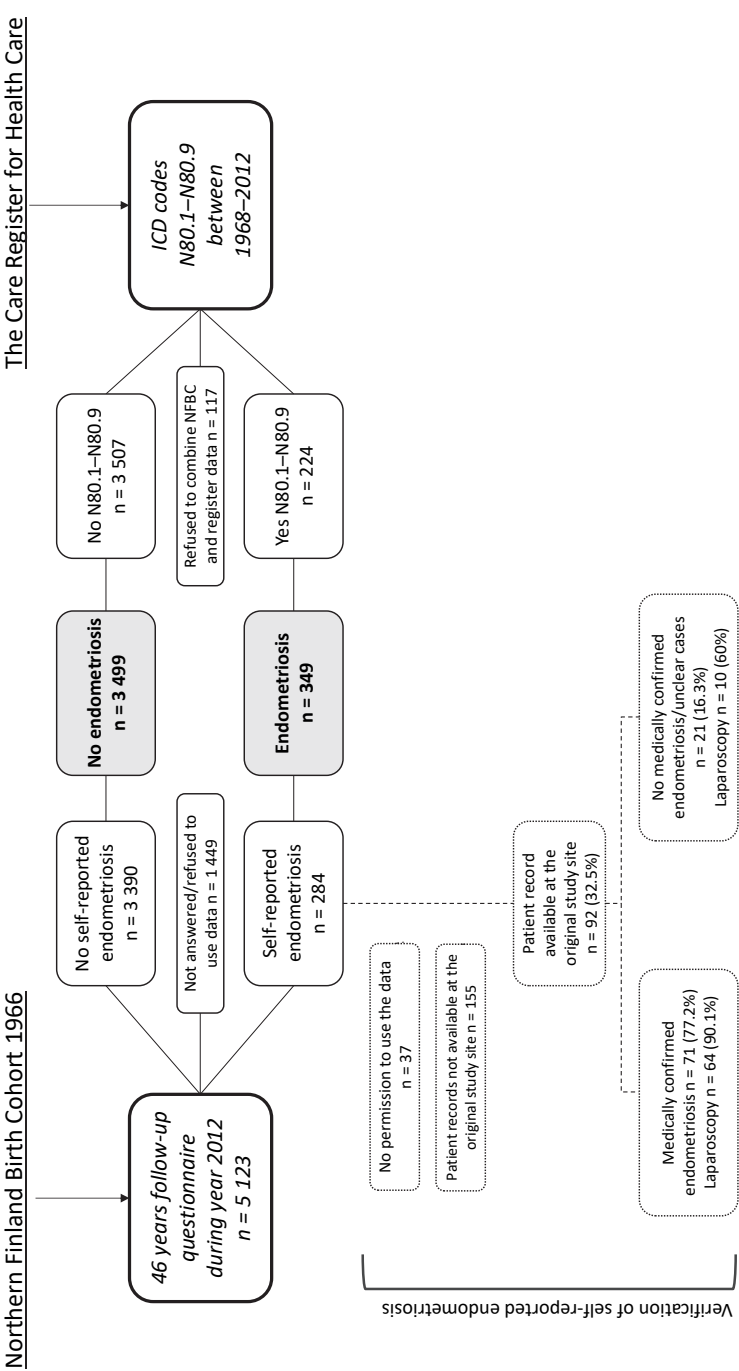 Northern Finland Birth Cohort 1966
The Care Register for Health Care
46 years follow-up
questionnaire
during year 2012
n = 5 123
No self-reported
endometriosis
n = 3 390
Not answered/refused to
use data n = 1 449
Self-reported
endometriosis
n = 284
No endometriosis
n = 3 499
Endometriosis
n = 349
No N80.1–N80.9
n = 3 507
Refused to combine NFBC
and register data n = 117
Yes N80.1–N80.9
n = 224
ICD codes
N80.1–N80.9
between
1968–2012
Verification of self-reported endometriosis
No permission to use the data
n = 37
Patient records not available at the
original study site n = 155
Patient record
available at the
original study site
n = 92 (32.5%)
Medically confirmed
endometriosis n = 71 (77.2%)
Laparoscopy n = 64 (90.1%)
No medically confirmed
endometriosis/unclear cases
n = 21 (16.3%)
Laparoscopy n = 10 (60%)